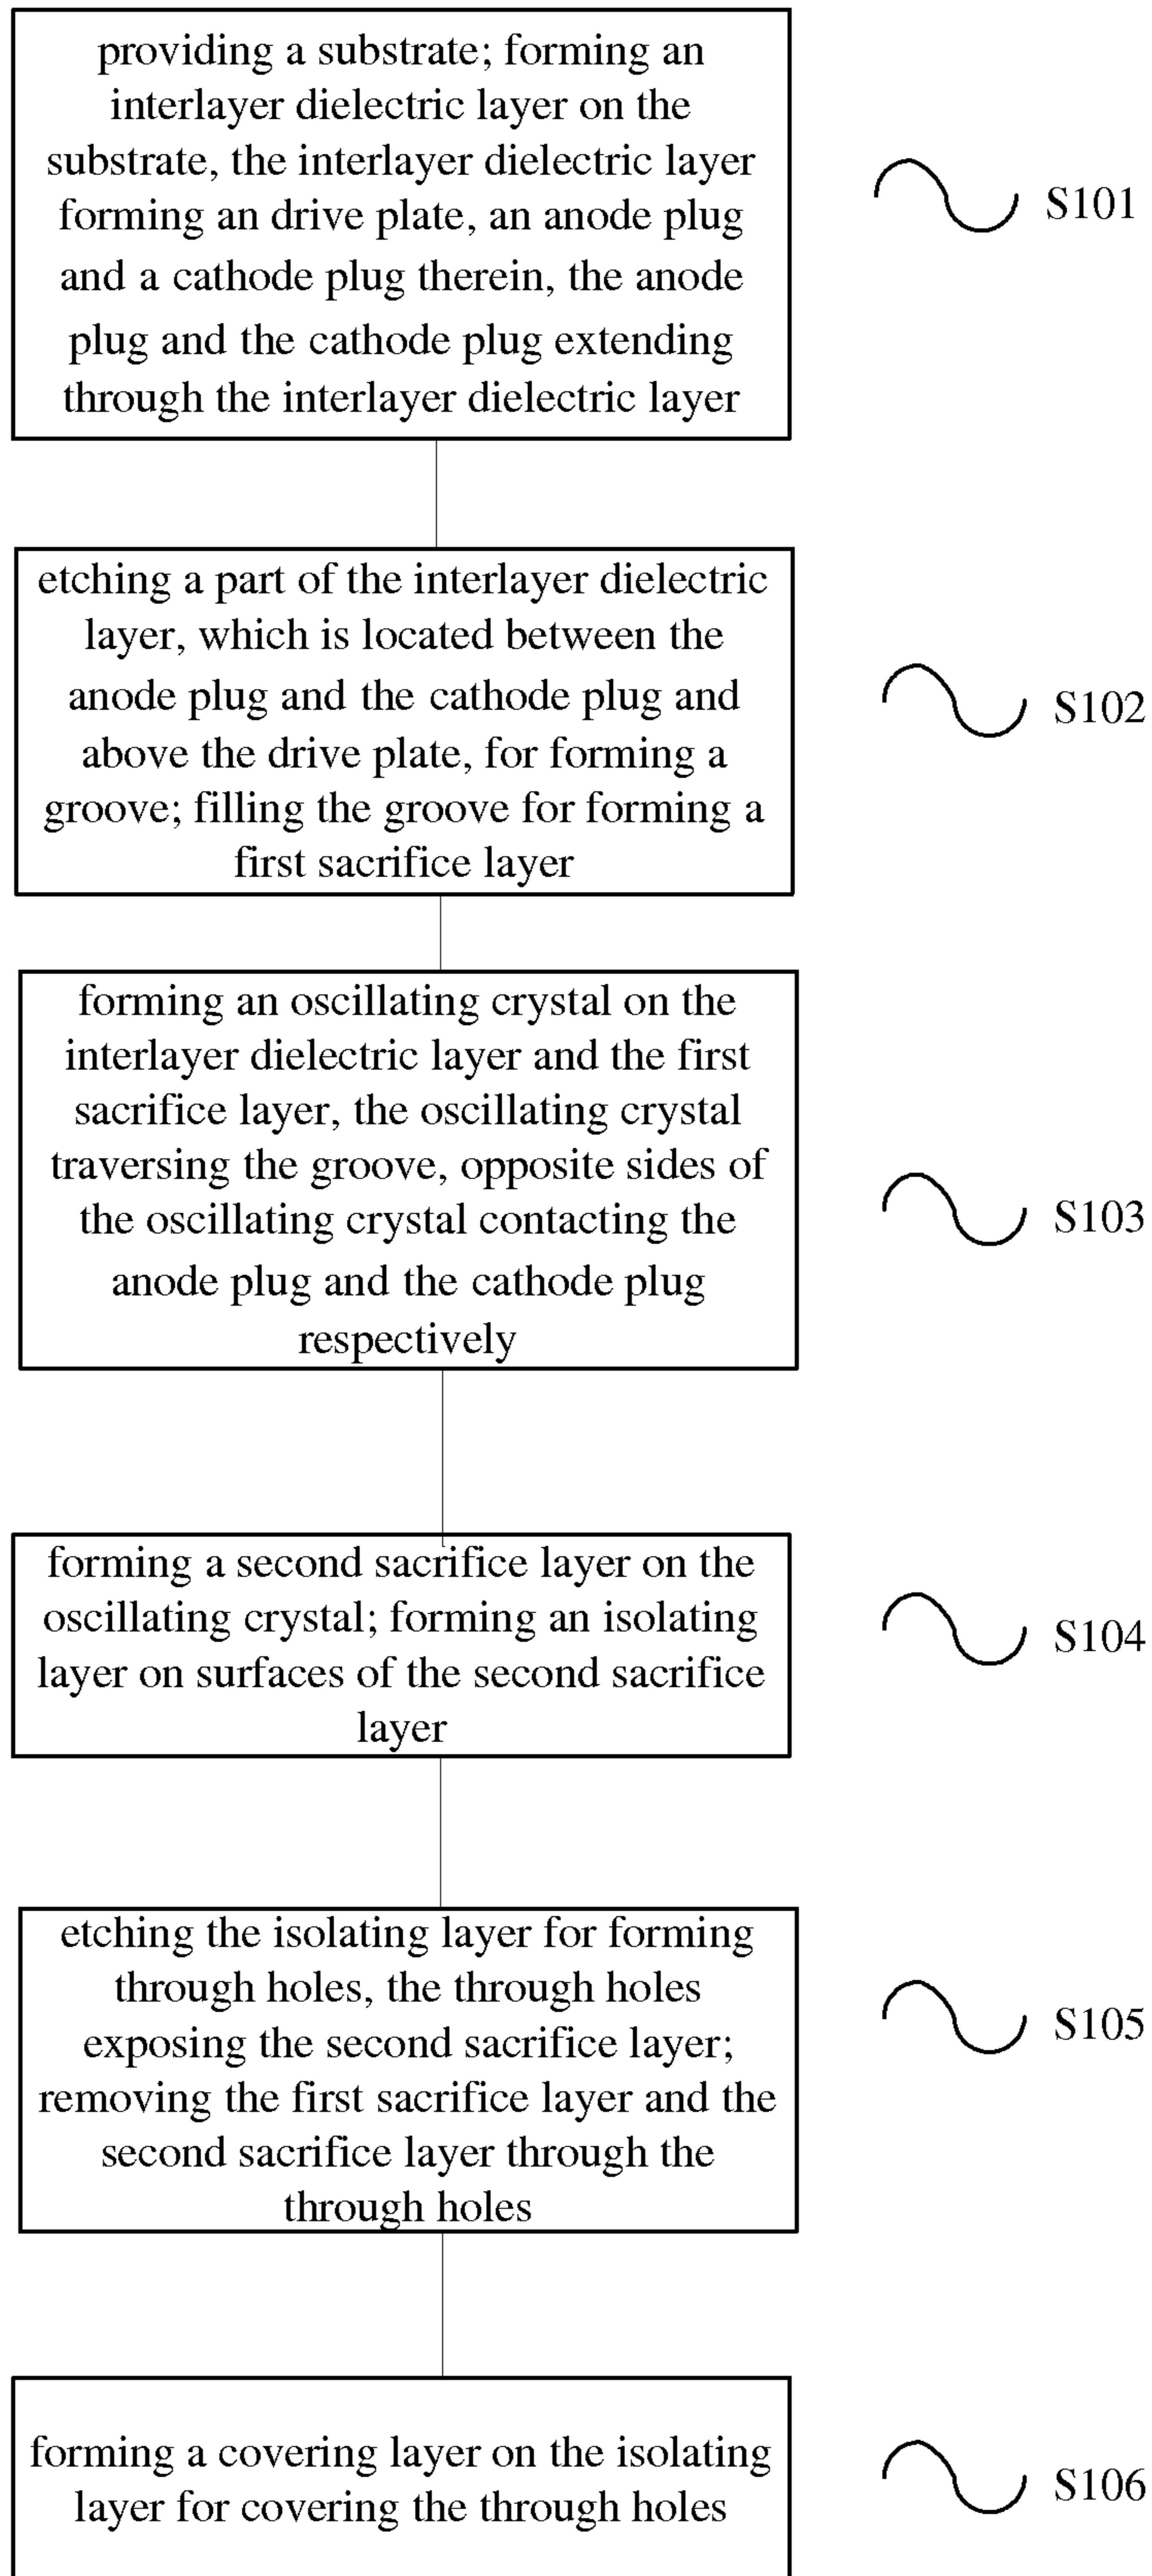 providing a substrate; forming an
interlayer dielectric layer on the
substrate, the interlayer dielectric layer
forming an drive plate, an anode plug
and a cathode plug therein, the anode
plug and the cathode plug extending
through the interlayer dielectric layer
S101
etching a part of the interlayer dielectric
layer, which is located between the
anode plug and the cathode plug and
above the drive plate, for forming a
groove; filling the groove for forming a
first sacrifice layer
S102
forming an oscillating crystal on the
interlayer dielectric layer and the first
sacrifice layer, the oscillating crystal
traversing the groove, opposite sides of
the oscillating crystal contacting the
anode plug and the cathode plug
respectively
S103
forming a second sacrifice layer on the
oscillating crystal; forming an isolating
layer on surfaces of the second sacrifice
layer
S104
etching the isolating layer for forming
through holes, the through holes
exposing the second sacrifice layer;
removing the first sacrifice layer and the
second sacrifice layer through the
through holes
S105
forming a covering layer on the isolating
layer for covering the through holes
S106